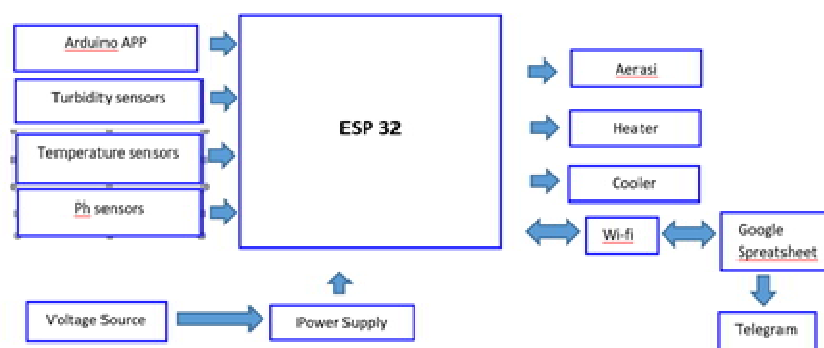 Arduino APP
Turbidity sensors
Temperature sensors
Ph sensors
ESP 32
Aerasi
Heater
Cooler
Wi-fi
Google
Spreatsheet
Voltage Source
Power Supply
Telegram